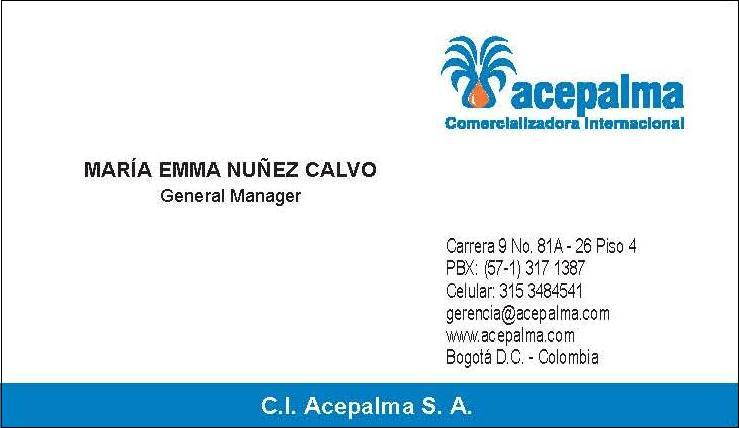 acepalma
Comercializadora Internacional
MARÍA EMMA NUÑEZ CALVO
General Manager
Carrera 9 No. 81A - 26 Piso 4
PBX: (57-1) 317 1387
Celular: 315 3484541
gerencia@acepalma.com
www.acepalma.com
Bogotá D.C. - Colombia
C.I. Acepalma S. A.